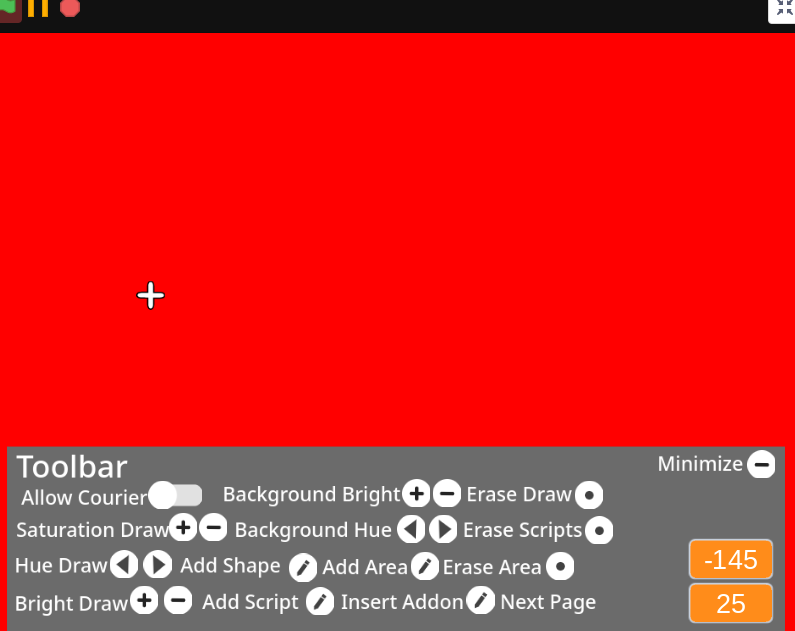 Toolbar
Minimize
Allow Courier Background Bright Erase Draw
Saturation Draw Background Hue Erase Scripts
Hue Draw Add Shape Add Area Erase Area
-145
Bright Draw Add Script Insert Addon Next Page
25